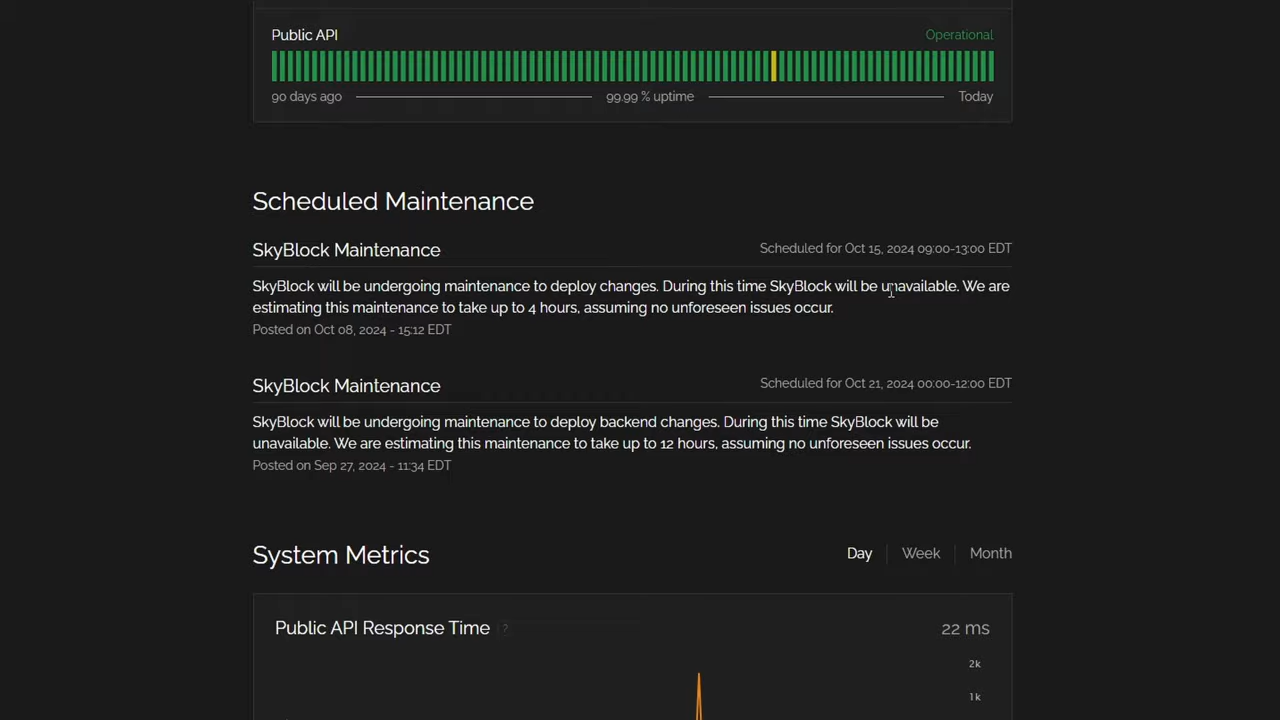 Public API Operational
90 days ago 99.99 % uptime Today
Scheduled Maintenance
SkyBlock Maintenance Scheduled for Oct 15, 2024 09:00-13:00 EDT
SkyBlock will be undergoing maintenance to deploy changes. During this time SkyBlock will be unavailable. We are
estimating this maintenance to take up to 4 hours, assuming no unforeseen issues occur.
Posted on Oct 08, 2024 - 15:12 EDT
SkyBlock Maintenance Scheduled for Oct 21, 2024 00:00-12:00 EDT
SkyBlock will be undergoing maintenance to deploy backend changes. During this time SkyBlock will be
unavailable. We are estimating this maintenance to take up to 12 hours, assuming no unforeseen issues occur.
Posted on Sep 27, 2024 - 11:34 EDT
System Metrics Day Week Month
Public API Response Time ? 22 ms
2k
1k